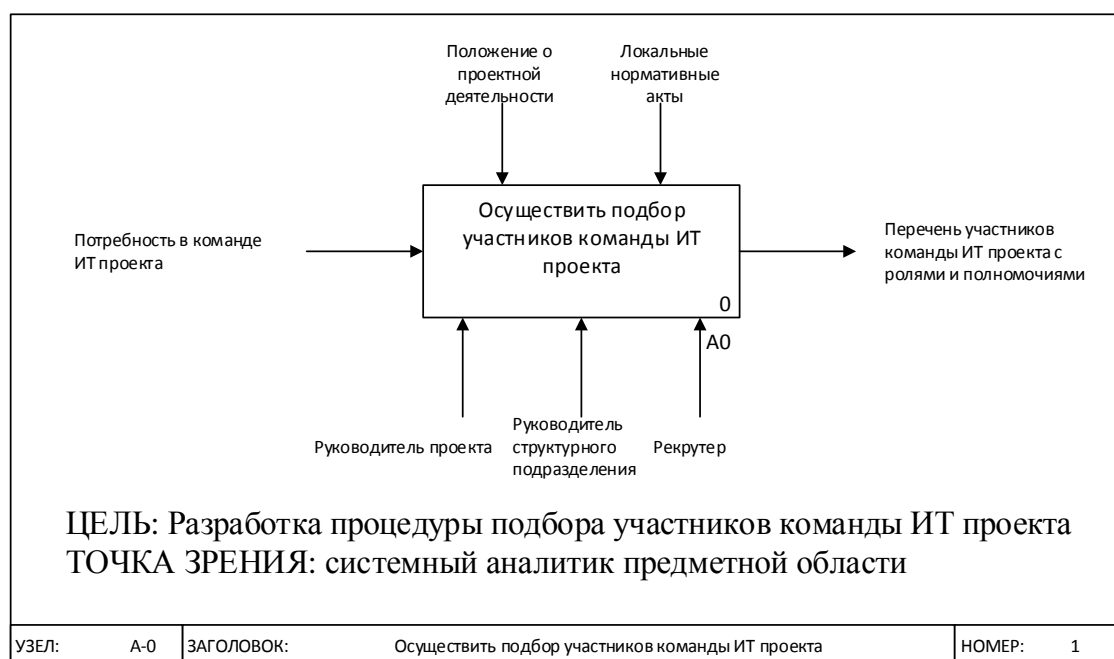 Положение о
проектной
деятельности
Локальные
нормативные
акты
Потребность в команде
ИТ проекта
Осуществить подбор
участников команды ИТ
проекта
0
А0
Перечень участников
команды ИТ проекта с
ролями и полномочиями
Руководитель проекта
Руководитель
структурного
подразделения
Рекрутер
ЦЕЛЬ: Разработка процедуры подбора участников команды ИТ проекта
ТОЧКА ЗРЕНИЯ: системный аналитик предметной области
УЗЕЛ: А-0 ЗАГОЛОВОК: Осуществить подбор участников команды ИТ проекта НОМЕР: 1